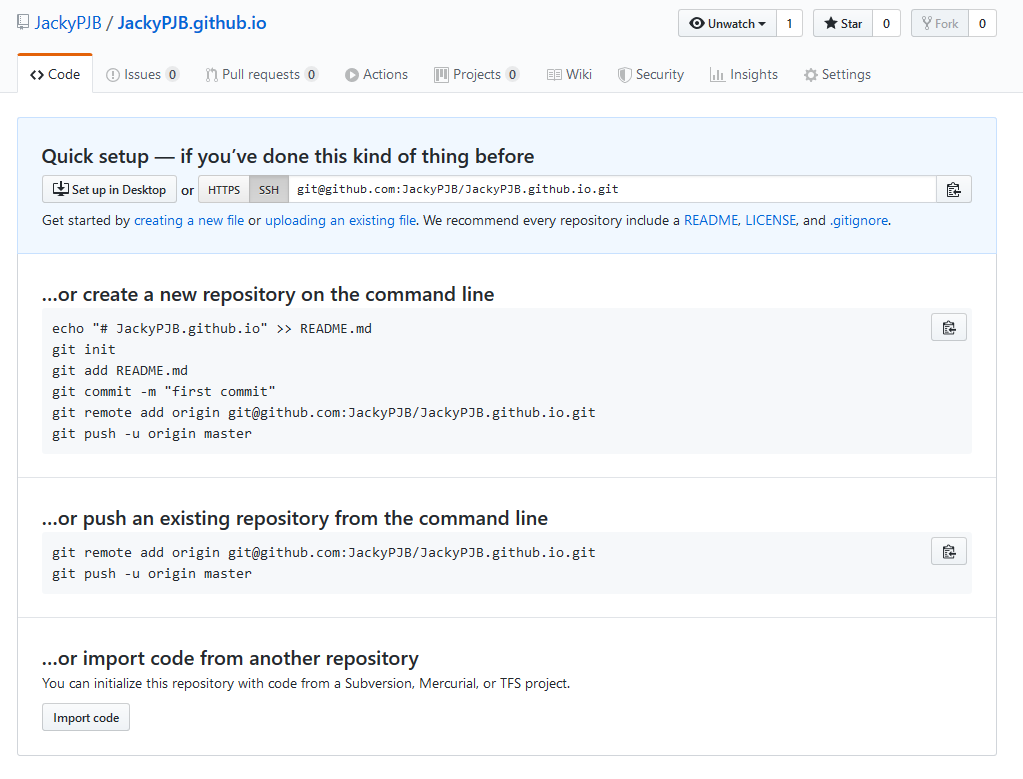 JackyPJB / JackyPJB.github.io
Unwatch 1 Star 0 Fork 0
Code Issues 0 Pull requests 0 Actions Projects 0 Wiki Security Insights Settings
Quick setup — if you’ve done this kind of thing before
Set up in Desktop or HTTPS SSH git@github.com:JackyPJB/JackyPJB.github.io.git
Get started by creating a new file or uploading an existing file. We recommend every repository include a README, LICENSE, and .gitignore.
…or create a new repository on the command line
echo "# JackyPJB.github.io" >> README.md
git init
git add README.md
git commit -m "first commit"
git remote add origin git@github.com:JackyPJB/JackyPJB.github.io.git
git push -u origin master
…or push an existing repository from the command line
git remote add origin git@github.com:JackyPJB/JackyPJB.github.io.git
git push -u origin master
…or import code from another repository
You can initialize this repository with code from a Subversion, Mercurial, or TFS project.
Import code